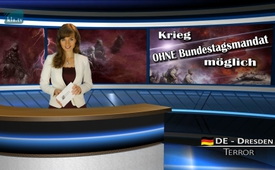 Krieg
OHNE Bundestagsmandat
möglich
DE - Dresden
Terror